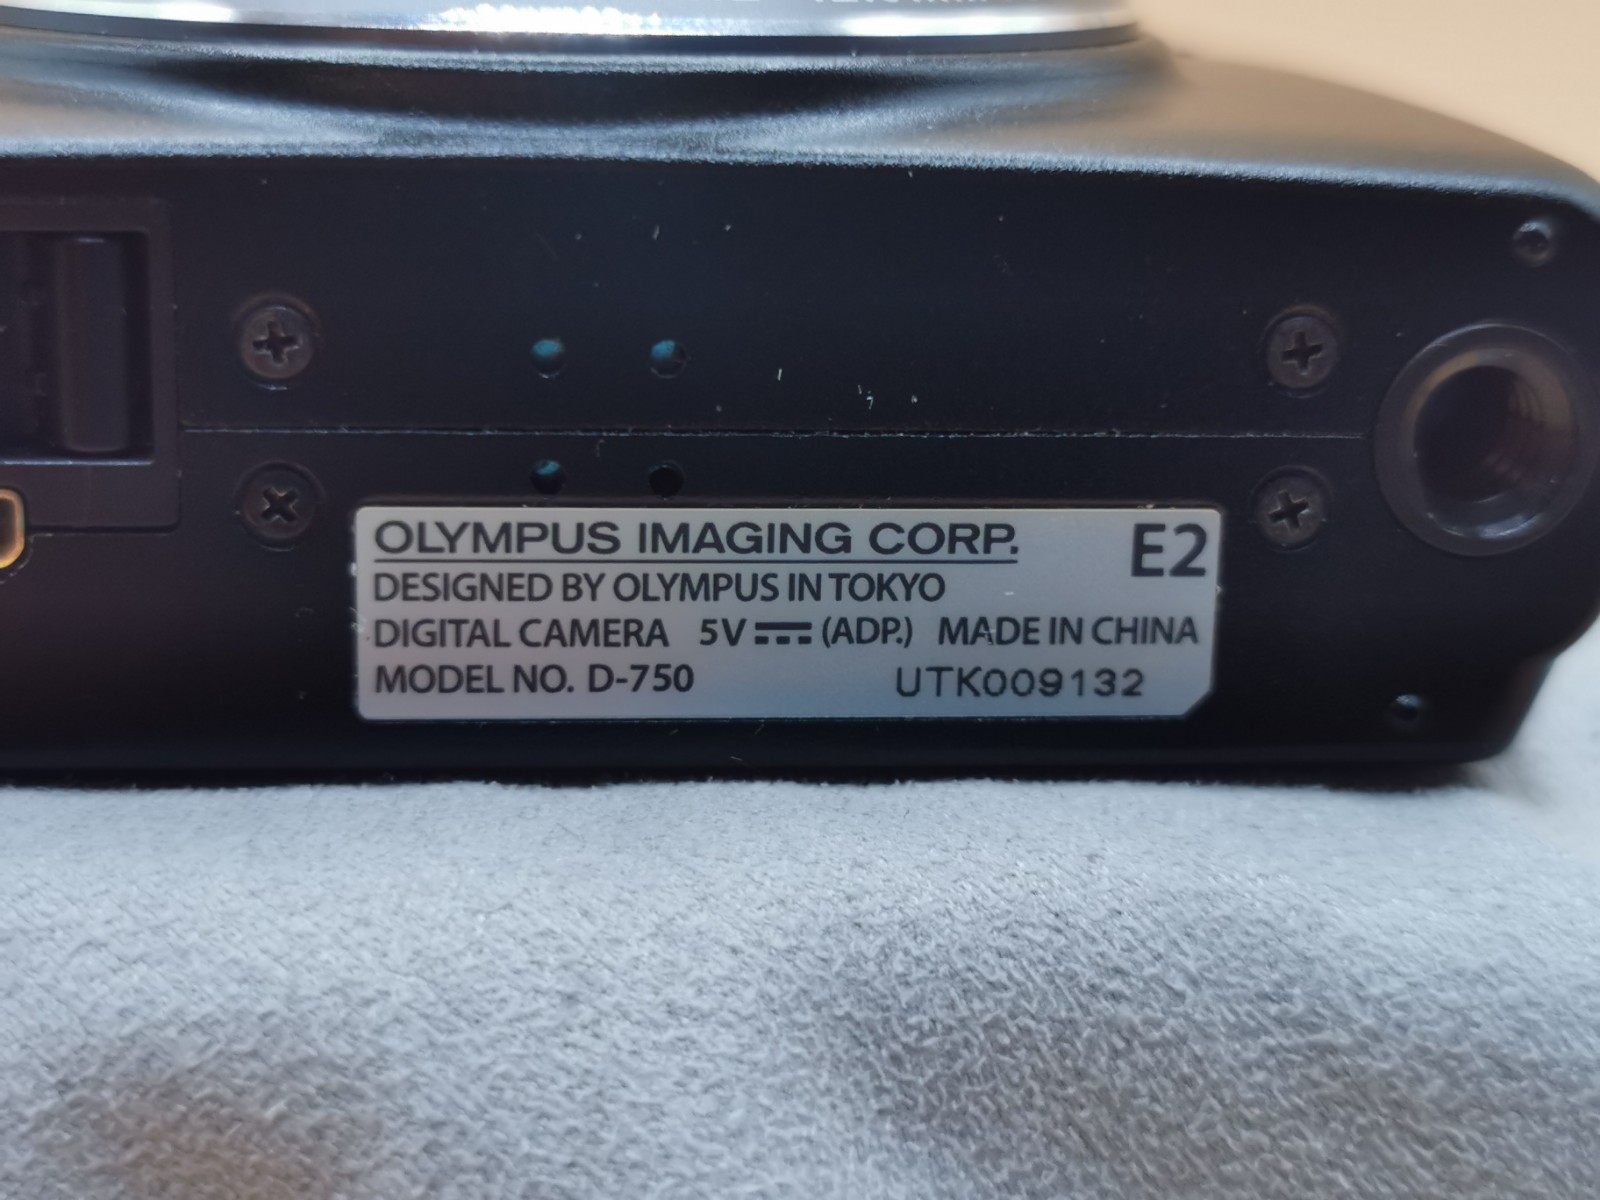 OLYMPUS IMAGING CORP. E2
DESIGNED BY OLYMPUS IN TOKYO
DIGITAL CAMERA 5V⎓(ADP.) MADE IN CHINA
MODEL NO. D-750 UTK009132